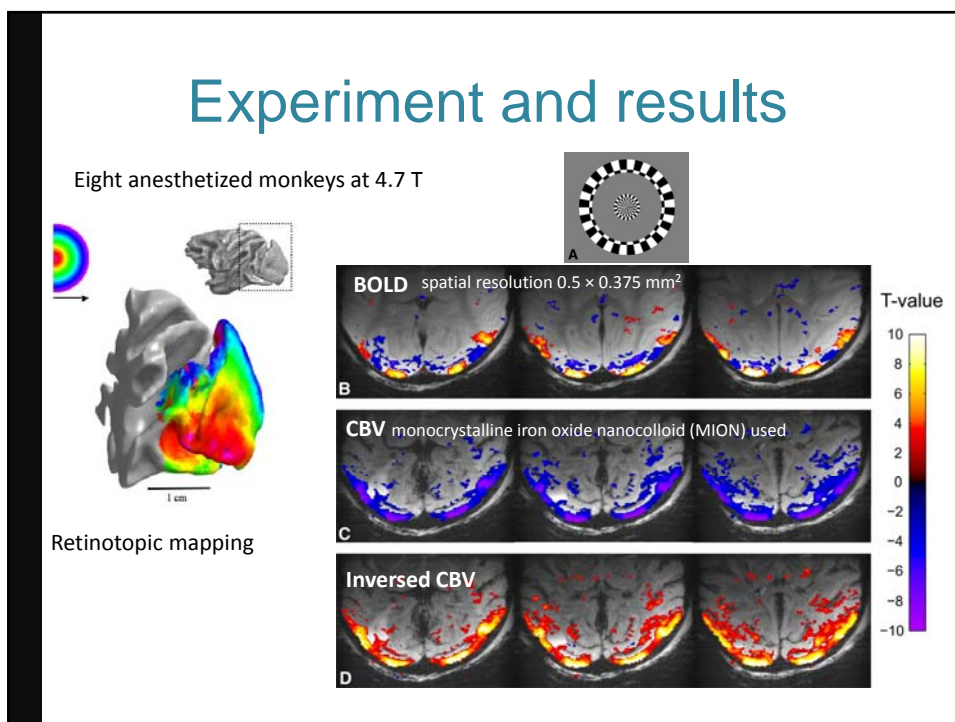 Experiment and results
Eight anesthetized monkeys at 4.7 T
A
1 cm
Retinotopic mapping
BOLD spatial resolution 0.5 × 0.375 mm²
B
CBV monocrystalline iron oxide nanocolloid (MION) used
C
Inversed CBV
D
T-value
10
8
6
4
2
0
−2
−4
−6
−8
−10